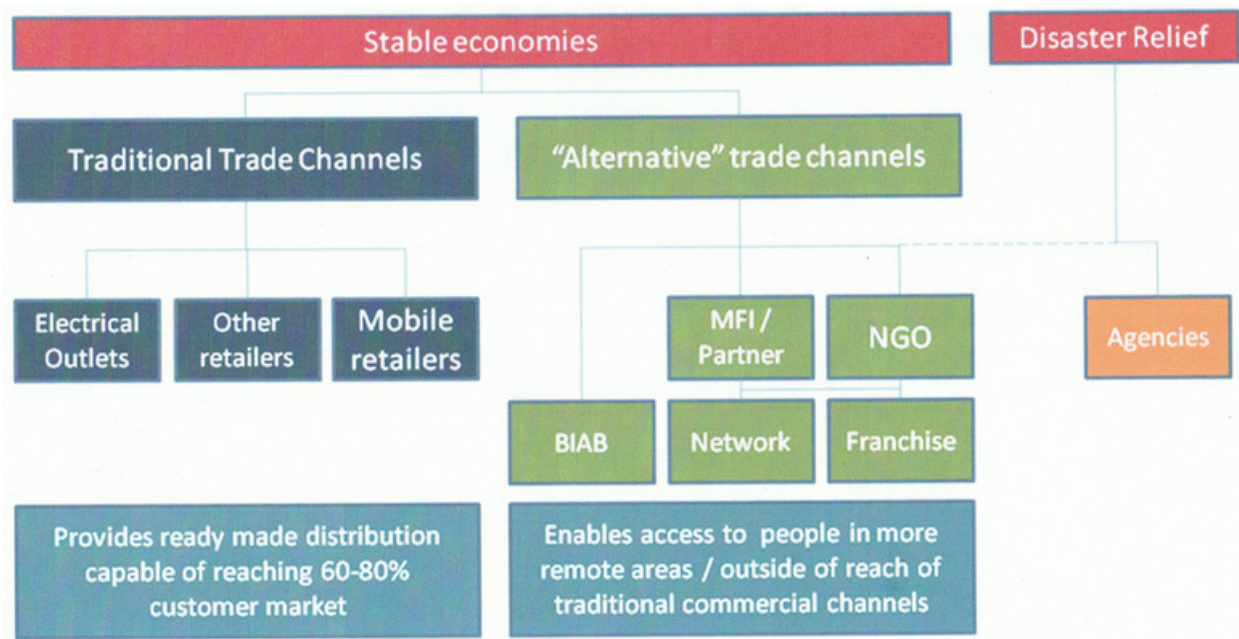 Stable economies
Disaster Relief
Traditional Trade Channels
“Alternative” trade channels
Electrical
Outlets
Other
retailers
Mobile
retailers
MFI /
Partner
NGO
Agencies
BIAB
Network
Franchise
Provides ready made distribution
capable of reaching 60-80%
customer market
Enables access to people in more
remote areas / outside of reach of
traditional commercial channels